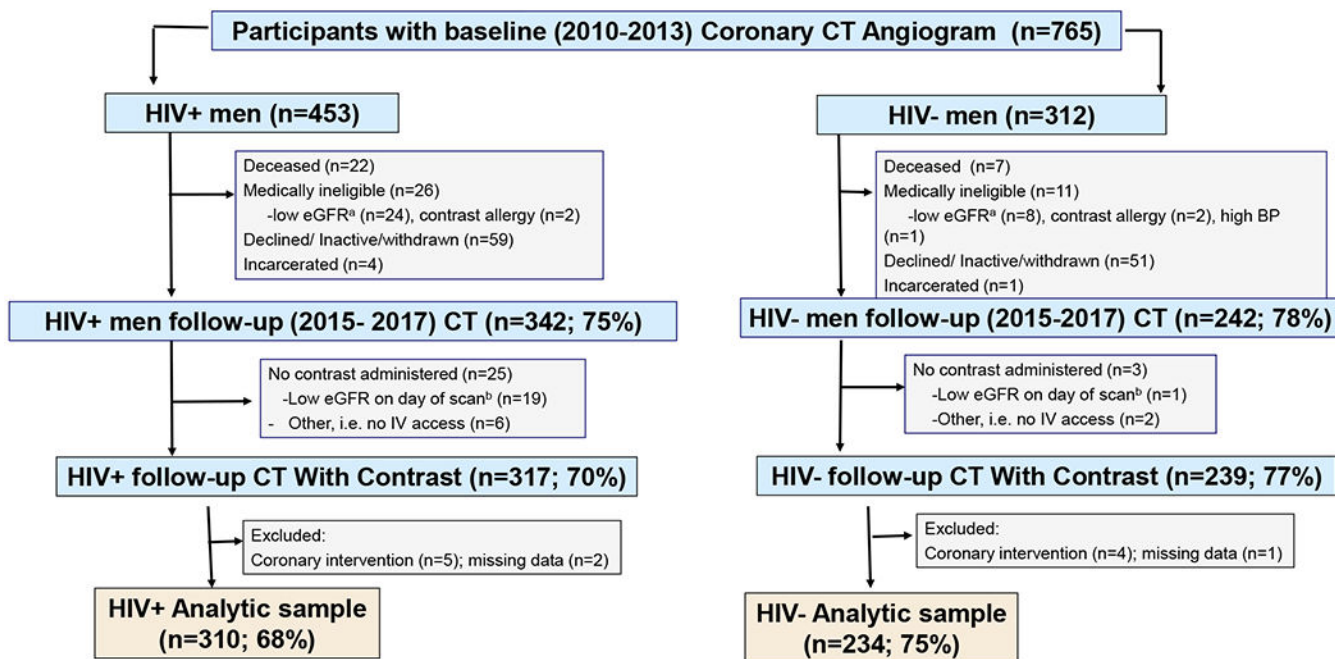 Participants with baseline (2010-2013) Coronary CT Angiogram (n=765)
HIV+ men (n=453)
Deceased (n=22)
Medically ineligible (n=26)
-low eGFRᵃ (n=24), contrast allergy (n=2)
Declined/ Inactive/withdrawn (n=59)
Incarcerated (n=4)
HIV+ men follow-up (2015- 2017) CT (n=342; 75%)
No contrast administered (n=25)
-Low eGFR on day of scanᵇ (n=19)
- Other, i.e. no IV access (n=6)
HIV+ follow-up CT With Contrast (n=317; 70%)
Excluded:
Coronary intervention (n=5); missing data (n=2)
HIV+ Analytic sample
(n=310; 68%)
HIV- men (n=312)
Deceased (n=7)
Medically ineligible (n=11)
-low eGFRᵃ (n=8), contrast allergy (n=2), high BP
(n=1)
Declined/ Inactive/withdrawn (n=51)
Incarcerated (n=1)
HIV- men follow-up (2015-2017) CT (n=242; 78%)
No contrast administered (n=3)
-Low eGFR on day of scanᵇ (n=1)
-Other, i.e. no IV access (n=2)
HIV- follow-up CT With Contrast (n=239; 77%)
Excluded:
Coronary intervention (n=4); missing data (n=1)
HIV- Analytic sample
(n=234; 75%)